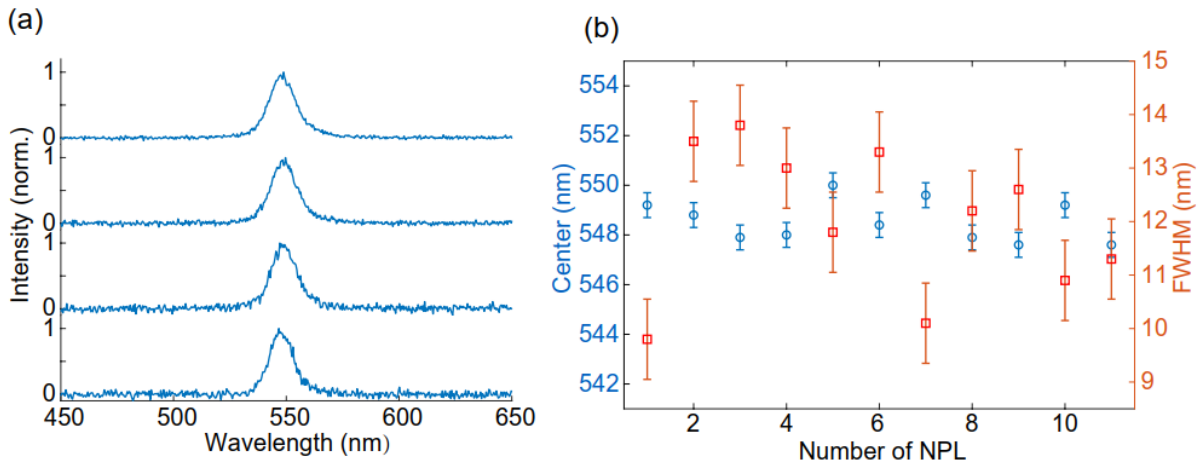 (a)
1
0
1
0
1
0
1
0
Intensity (norm.)
450 500 550 600 650
Wavelength (nm)
(b)
554
552
550
548
546
544
542
Center (nm)
15
14
13
12
11
10
9
FWHM (nm)
2 4 6 8 10
Number of NPL